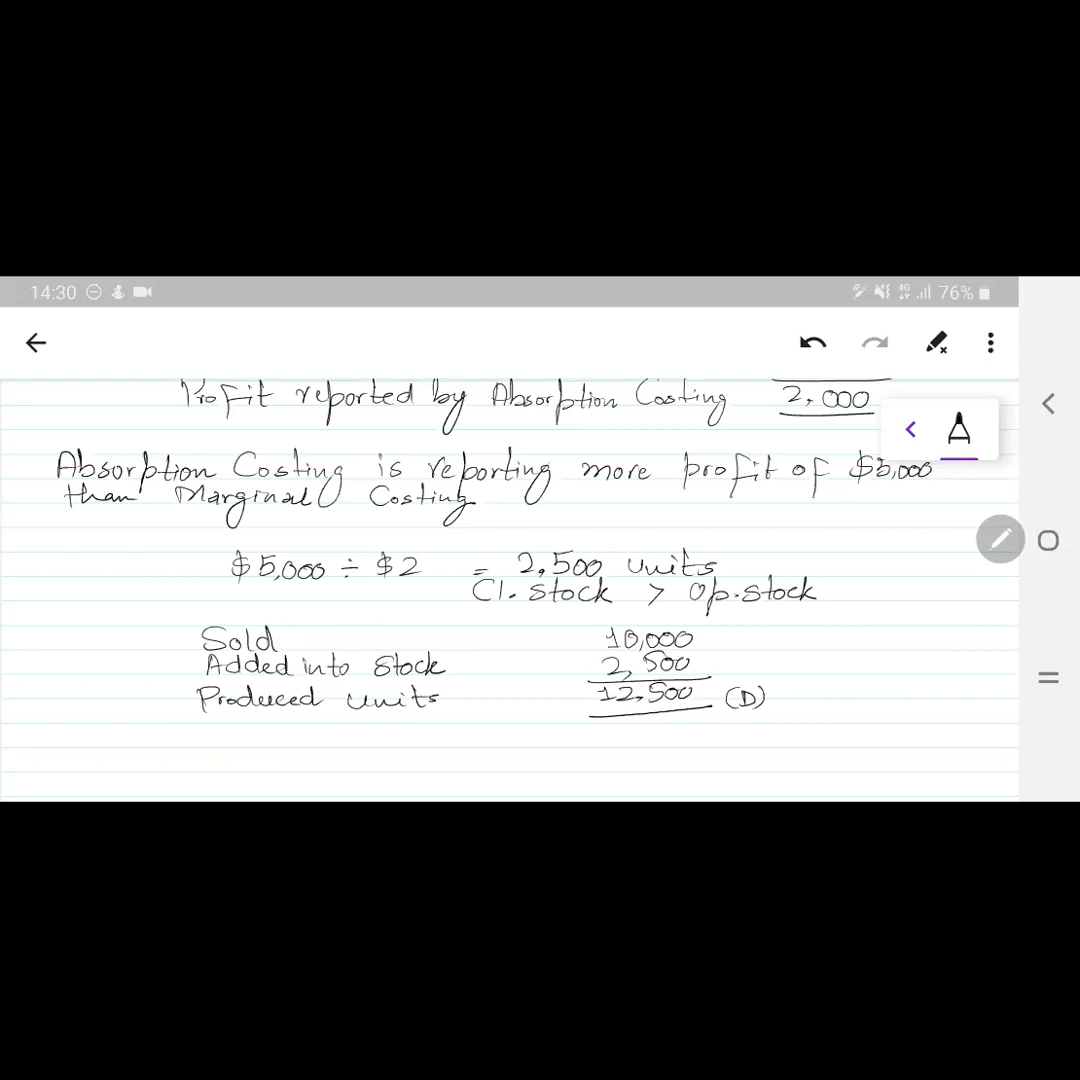 14:30
4G 76%
Profit reported by Absorption Costing 2,000
Absorption Costing is reporting more profit of $5,000
than Marginal Costing
$5,000 ÷ $2 = 2,500 units
Cl. stock > Op. stock
Sold 10,000
Added into Stock 2,500
Produced units 12,500 (D)